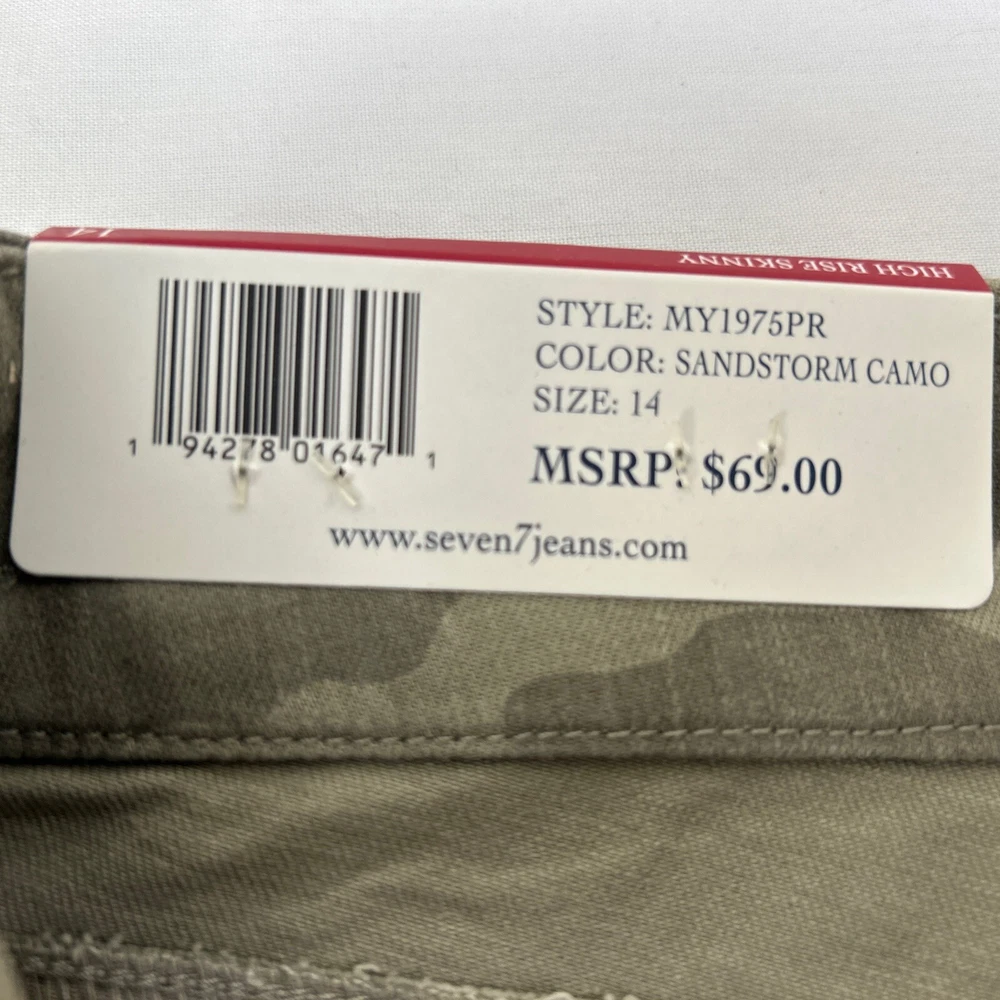 14
HIGH RISE SKINNY
STYLE: MY1975PR
COLOR: SANDSTORM CAMO
SIZE: 14
MSRP: $69.00
1 94278 01647 1
www.seven7jeans.com